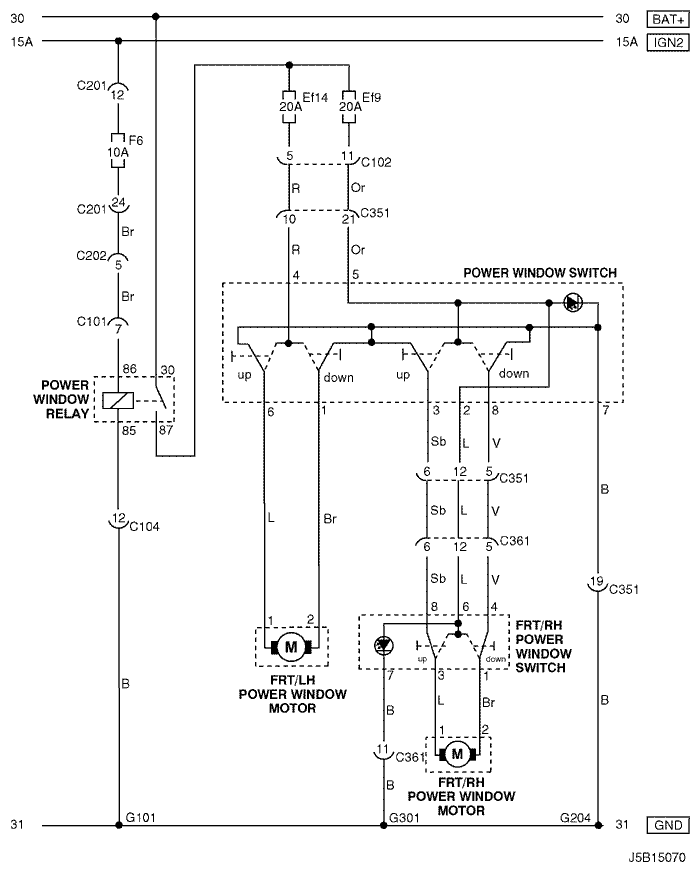 30 30 BAT+
15A 15A IGN2
C201 12
F6 10A
Ef14 20A
Ef9 20A
5 11 C102
R Or
24 C201
10 21 C351
Br
R Or
C202 5
4 5
POWER WINDOW SWITCH
Br
C101 7
86 30
up down up down
POWER
WINDOW
RELAY
85 87
6 1 3 2 8 7
Sb L V
6 12 5 C351
B
L Br
Sb L V
12 C104
6 12 5 C361
Sb L V
19 C351
8 6 4
1 2
M
FRT/RH
POWER
WINDOW
SWITCH
up down
FRT/LH
POWER WINDOW
MOTOR
7 3 1
B
B L Br
B
1 2
11 C361
M
B
FRT/RH
POWER WINDOW
MOTOR
31 G101 G301 G204 31 GND
J5B15070